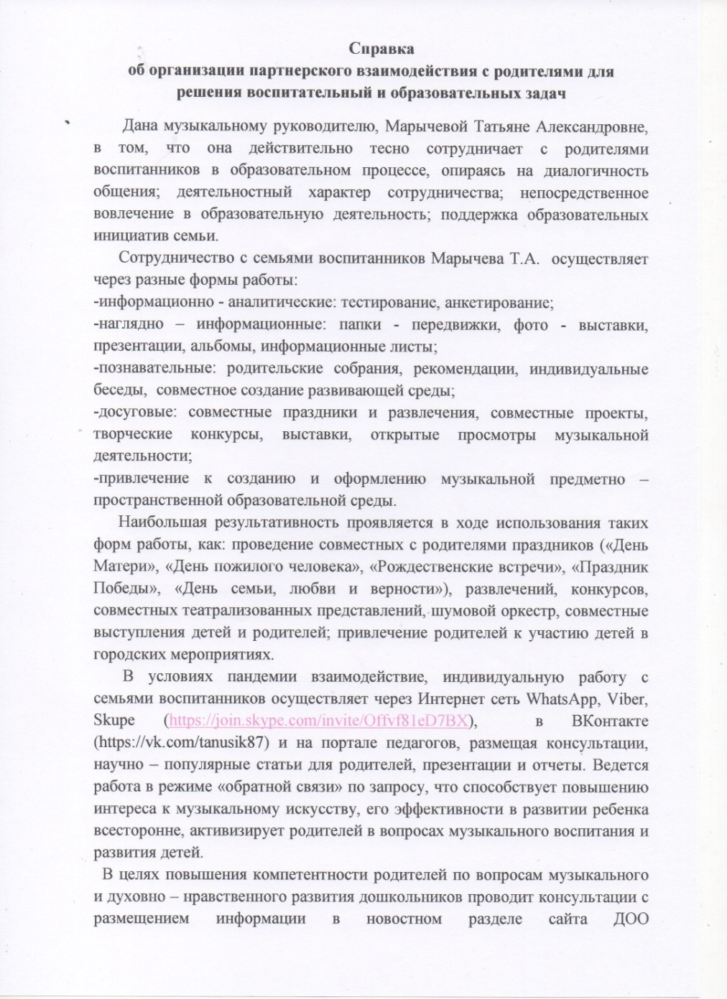 Справка
об организации партнерского взаимодействия с родителями для
решения воспитательный и образовательных задач
Дана музыкальному руководителю, Марычевой Татьяне Александровне,
в том, что она действительно тесно сотрудничает с родителями
воспитанников в образовательном процессе, опираясь на диалогичность
общения; деятельностный характер сотрудничества; непосредственное
вовлечение в образовательную деятельность; поддержка образовательных
инициатив семьи.
Сотрудничество с семьями воспитанников Марычева Т.А. осуществляет
через разные формы работы:
-информационно - аналитические: тестирование, анкетирование;
-наглядно – информационные: папки - передвижки, фото - выставки,
презентации, альбомы, информационные листы;
-познавательные: родительские собрания, рекомендации, индивидуальные
беседы, совместное создание развивающей среды;
-досуговые: совместные праздники и развлечения, совместные проекты,
творческие конкурсы, выставки, открытые просмотры музыкальной
деятельности;
-привлечение к созданию и оформлению музыкальной предметно –
пространственной образовательной среды.
Наибольшая результативность проявляется в ходе использования таких
форм работы, как: проведение совместных с родителями праздников («День
Матери», «День пожилого человека», «Рождественские встречи», «Праздник
Победы», «День семьи, любви и верности»), развлечений, конкурсов,
совместных театрализованных представлений, шумовой оркестр, совместные
выступления детей и родителей; привлечение родителей к участию детей в
городских мероприятиях.
В условиях пандемии взаимодействие, индивидуальную работу с
семьями воспитанников осуществляет через Интернет сеть WhatsApp, Viber,
Skupe (https://join.skype.com/invite/Offvf81eD7BX), в ВКонтакте
(https://vk.com/tanusik87) и на портале педагогов, размещая консультации,
научно – популярные статьи для родителей, презентации и отчеты. Ведется
работа в режиме «обратной связи» по запросу, что способствует повышению
интереса к музыкальному искусству, его эффективности в развитии ребенка
всесторонне, активизирует родителей в вопросах музыкального воспитания и
развития детей.
В целях повышения компетентности родителей по вопросам музыкального
и духовно – нравственного развития дошкольников проводит консультации с
размещением информации в новостном разделе сайта ДОО